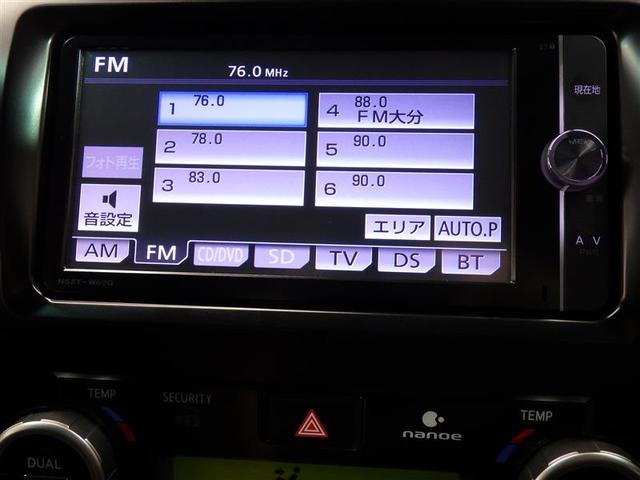 FM
76.0 MHz
現在地
1 76.0
4 88.0 FM大分
2 78.0
5 90.0
フォト再生
MENU
3 83.0
6 90.0
音設定
エリア
AUTO.P
A V
AM
FM
CD/DVD
SD
TV
DS
BT
NSZT-W62G
TEMP
SECURITY
nanoe
TEMP
DUAL